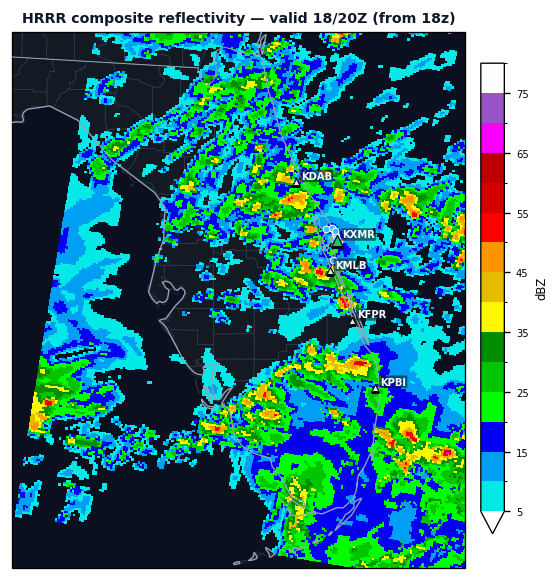 HRRR composite reflectivity — valid 18/20Z (from 18z)
KDAB
KXMR
KMLB
KFPR
KPBI
75
65
55
45
35
25
15
5
dBZ